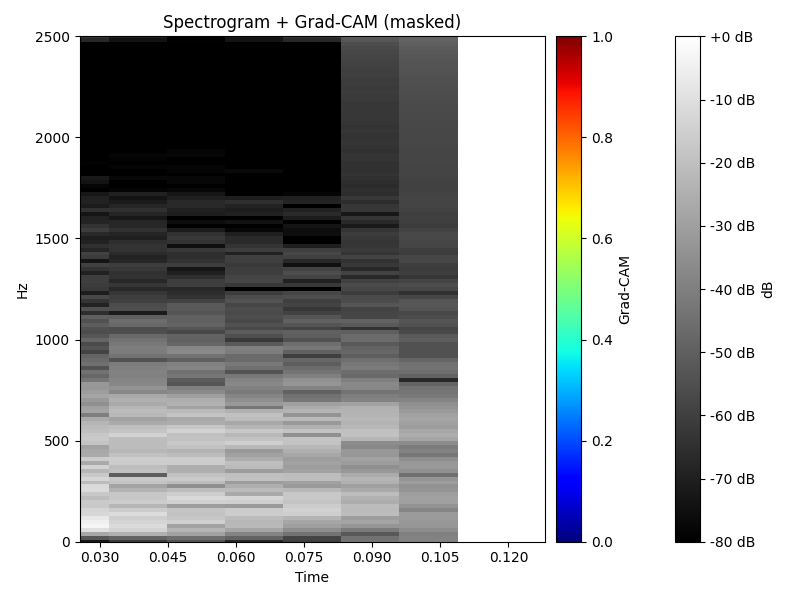 Spectrogram + Grad-CAM (masked)
2500
2000
1500
1000
500
0
Hz
0.030
0.045
0.060
0.075
0.090
0.105
0.120
Time
1.0
0.8
0.6
0.4
0.2
0.0
Grad-CAM
+0 dB
-10 dB
-20 dB
-30 dB
-40 dB
-50 dB
-60 dB
-70 dB
-80 dB
dB